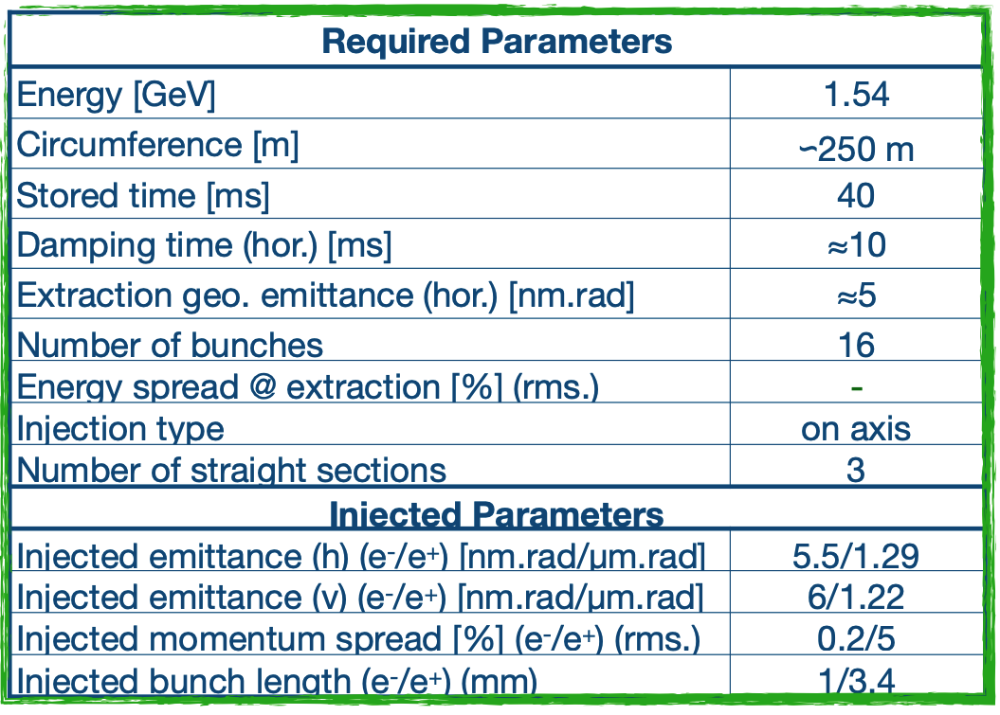 Required Parameters
Energy [GeV] 1.54
Circumference [m] ~250 m
Stored time [ms] 40
Damping time (hor.) [ms] ≈10
Extraction geo. emittance (hor.) [nm.rad] ≈5
Number of bunches 16
Energy spread @ extraction [%] (rms.) -
Injection type on axis
Number of straight sections 3
Injected Parameters
Injected emittance (h) (e⁻/e⁺) [nm.rad/μm.rad] 5.5/1.29
Injected emittance (v) (e⁻/e⁺) [nm.rad/μm.rad] 6/1.22
Injected momentum spread [%] (e⁻/e⁺) (rms.) 0.2/5
Injected bunch length (e⁻/e⁺) (mm) 1/3.4